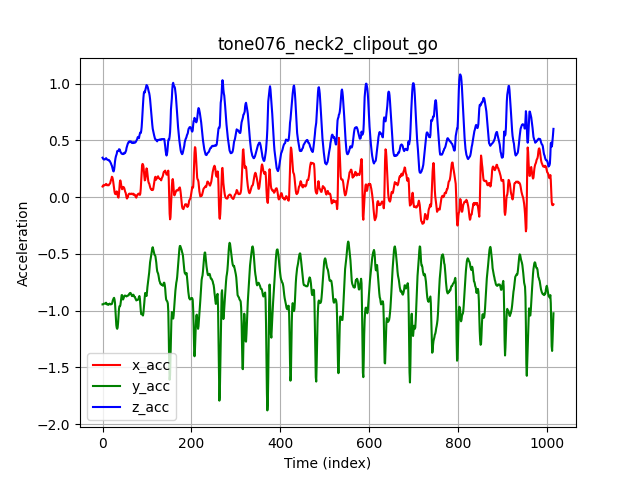 tone076_neck2_clipout_go
Acceleration
1.0
0.5
0.0
−0.5
−1.0
−1.5
−2.0
x_acc
y_acc
z_acc
0 200 400 600 800 1000
Time (index)